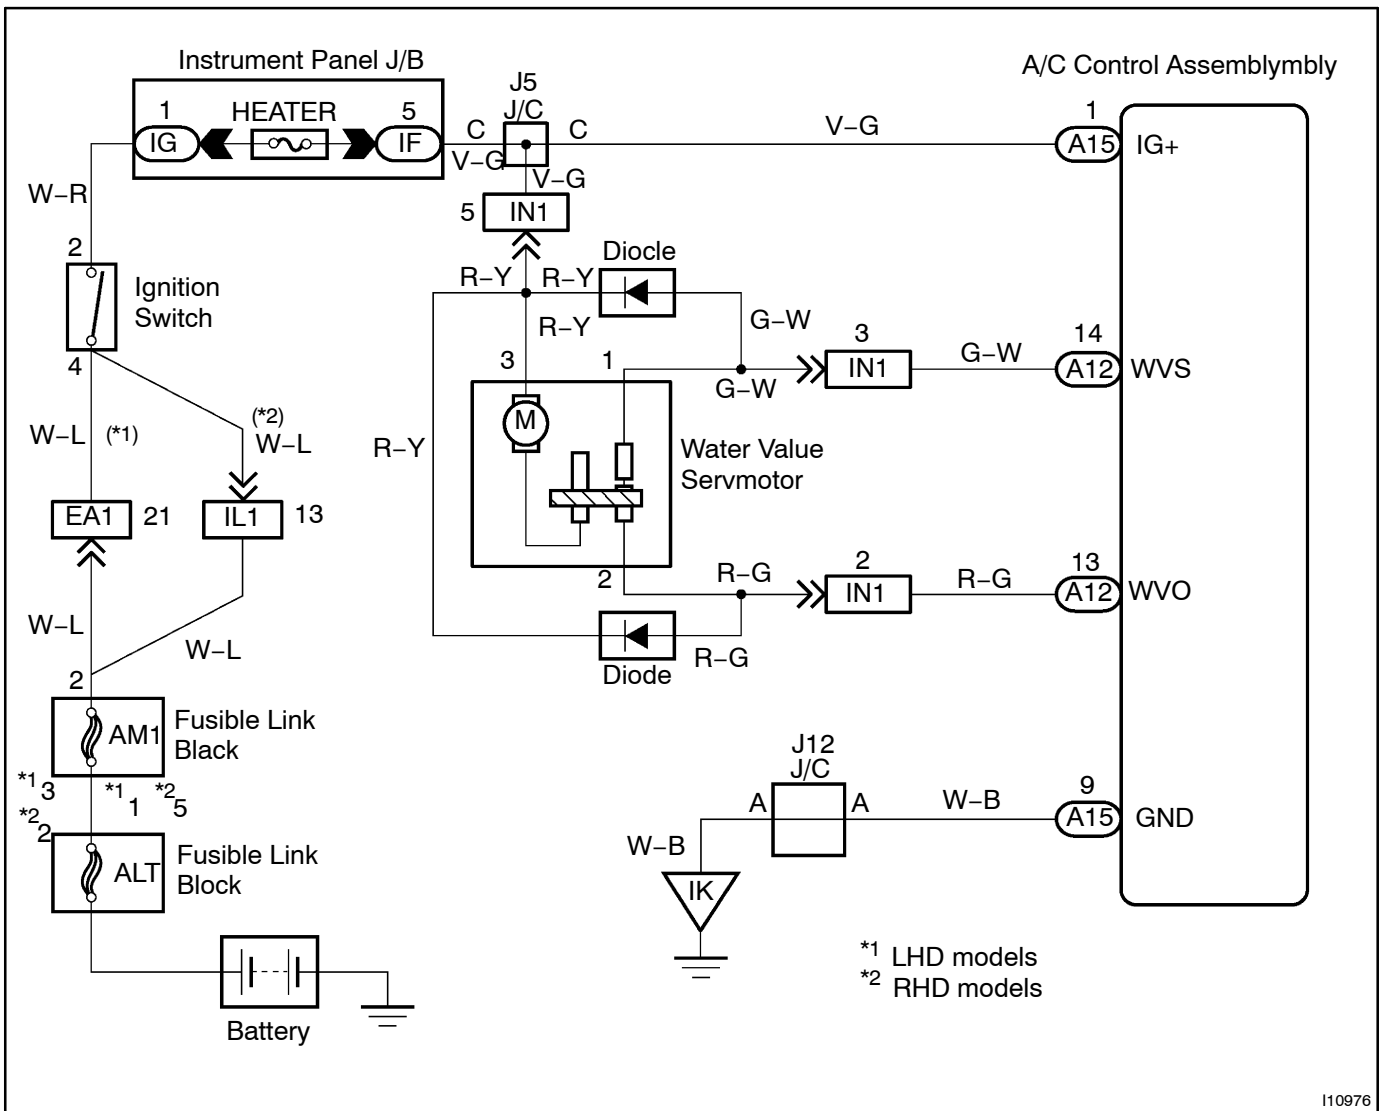 Instrument Panel J/B
A/C Control Assemblymbly
J5
J/C
1
HEATER
5
1
IG
IF
C
C
V–G
A15
IG+
V–G
V–G
W–R
5
IN1
2
Diocle
R–Y
R–Y
Ignition
Switch
R–Y
G–W
3
14
G–W
4
3
1
IN1
A12
WVS
G–W
(*2)
M
W–L
(*1)
W–L
R–Y
Water Value
Servmotor
EA1
21
IL1
13
2
R–G
2
13
R–G
IN1
A12
WVO
W–L
W–L
R–G
2
Diode
AM1
Fusible Link
Black
*1 3
*1 1
*2 5
*2 2
J12
J/C
9
A
A
W–B
A15
GND
W–B
ALT
Fusible Link
Block
IK
*1 LHD models
*2 RHD models
Battery
I10976